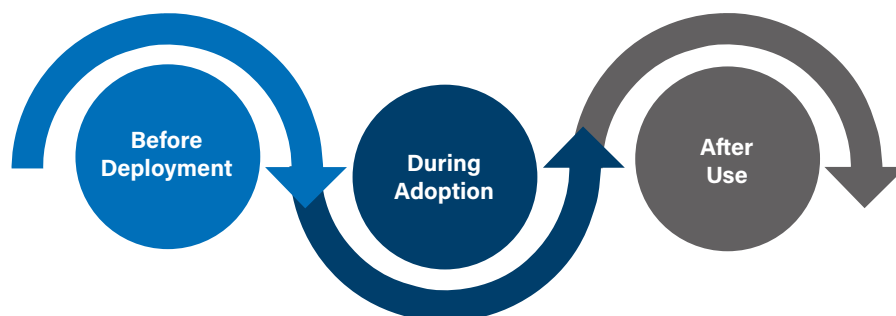 Before
Deployment
During
Adoption
After
Use